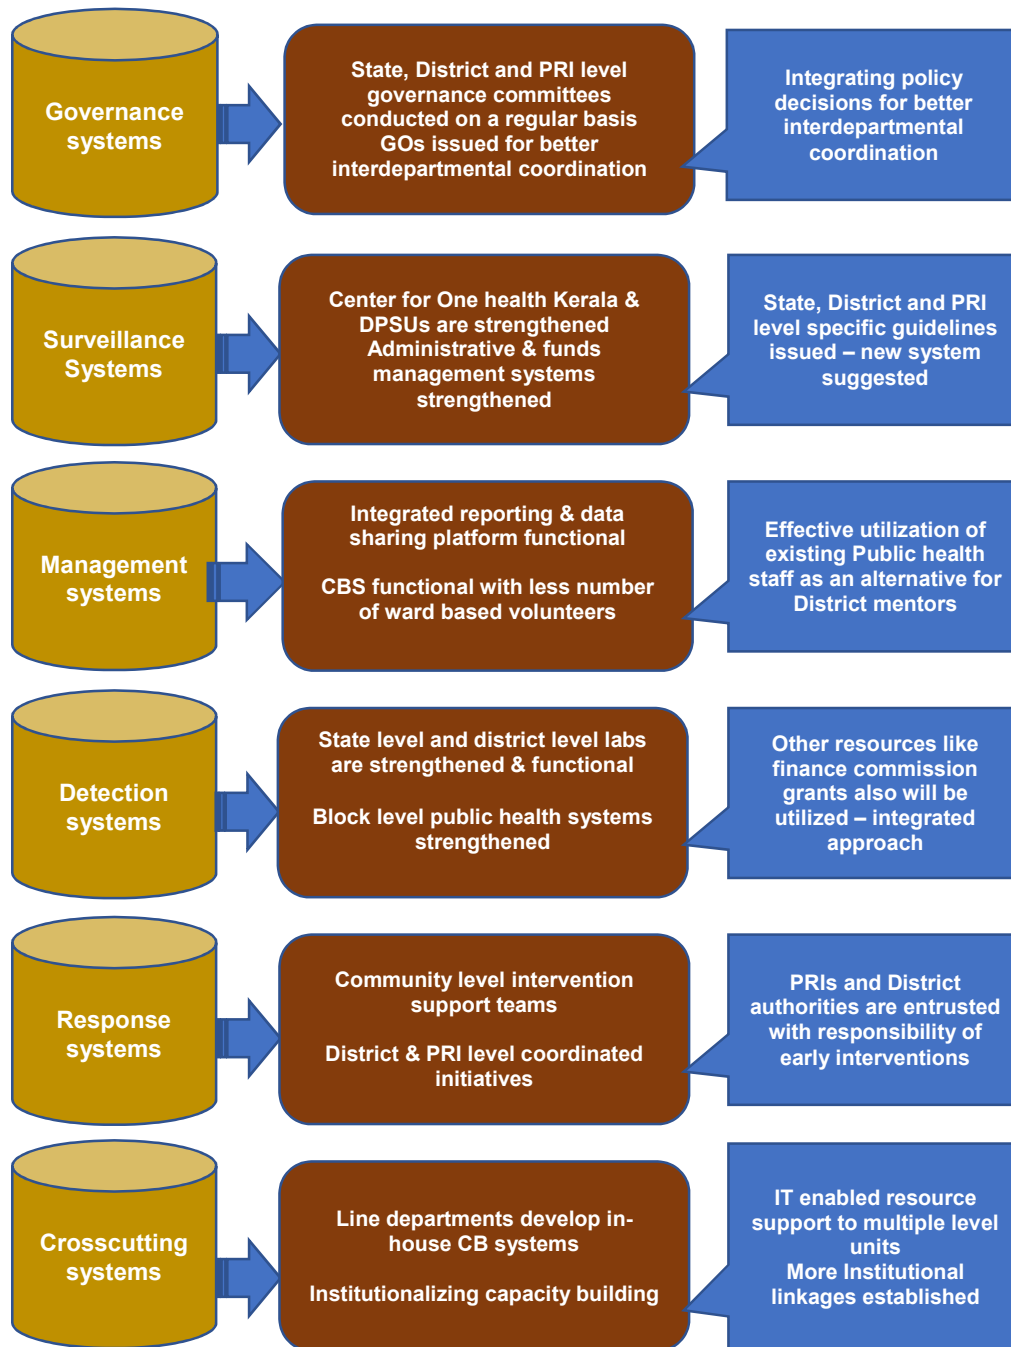 Governance
systems
State, District and PRI level
governance committees
conducted on a regular basis
GOs issued for better
interdepartmental coordination
Integrating policy
decisions for better
interdepartmental
coordination
Surveillance
Systems
Center for One health Kerala &
DPSUs are strengthened
Administrative & funds
management systems
strengthened
State, District and PRI
level specific guidelines
issued – new system
suggested
Management
systems
Integrated reporting & data
sharing platform functional
CBS functional with less number
of ward based volunteers
Effective utilization of
existing Public health
staff as an alternative for
District mentors
Detection
systems
State level and district level labs
are strengthened & functional
Block level public health systems
strengthened
Other resources like
finance commission
grants also will be
utilized – integrated
approach
Response
systems
Community level intervention
support teams
District & PRI level coordinated
initiatives
PRIs and District
authorities are entrusted
with responsibility of
early interventions
Crosscutting
systems
Line departments develop in-
house CB systems
Institutionalizing capacity building
IT enabled resource
support to multiple level
units
More Institutional
linkages established